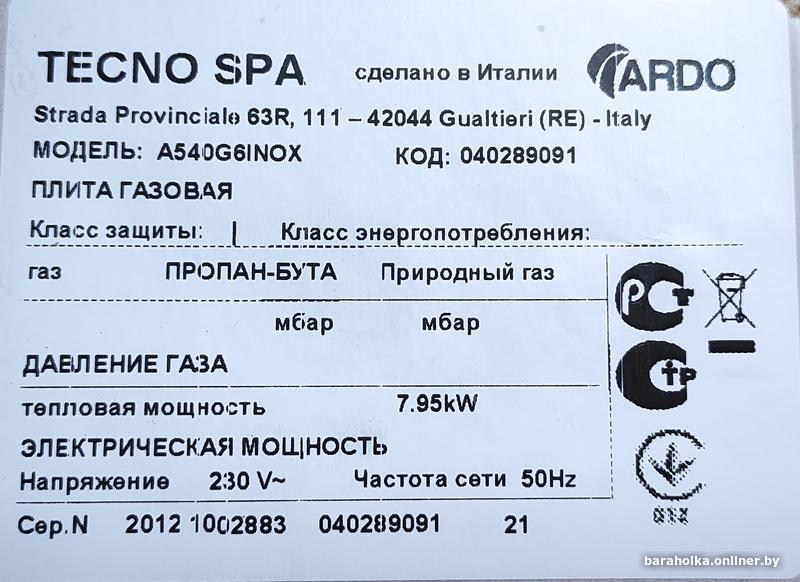 TECNO SPA сделано в Италии ARDO
Strada Provinciale 63R, 111 – 42044 Gualtieri (RE) - Italy
МОДЕЛЬ: A540G6INOX КОД: 040289091
ПЛИТА ГАЗОВАЯ
Класс защиты: I Класс энергопотребления:
газ ПРОПАН-БУТА Природный газ
мбар мбар
ДАВЛЕНИЕ ГАЗА
тепловая мощность 7.95kW
ЭЛЕКТРИЧЕСКАЯ МОЩНОСТЬ
Напряжение 230 V~ Частота сети 50Hz
Сер.N 2012 1002883 040289091 21
baraholka.onliner.by